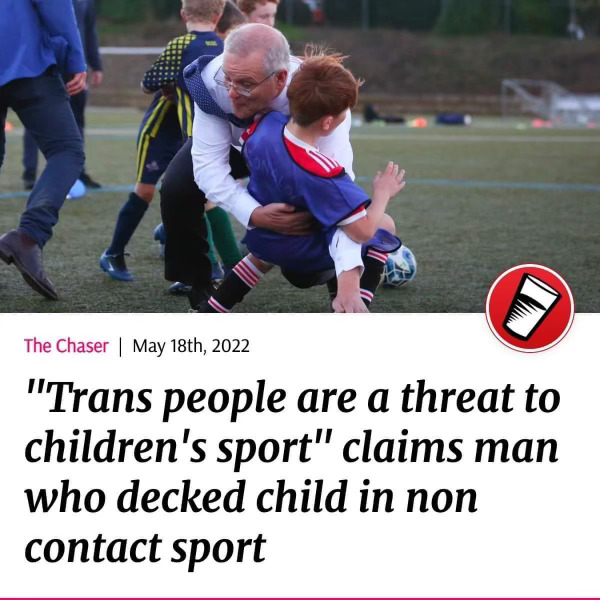 The Chaser | May 18th, 2022
"Trans people are a threat to
children's sport" claims man
who decked child in non
contact sport